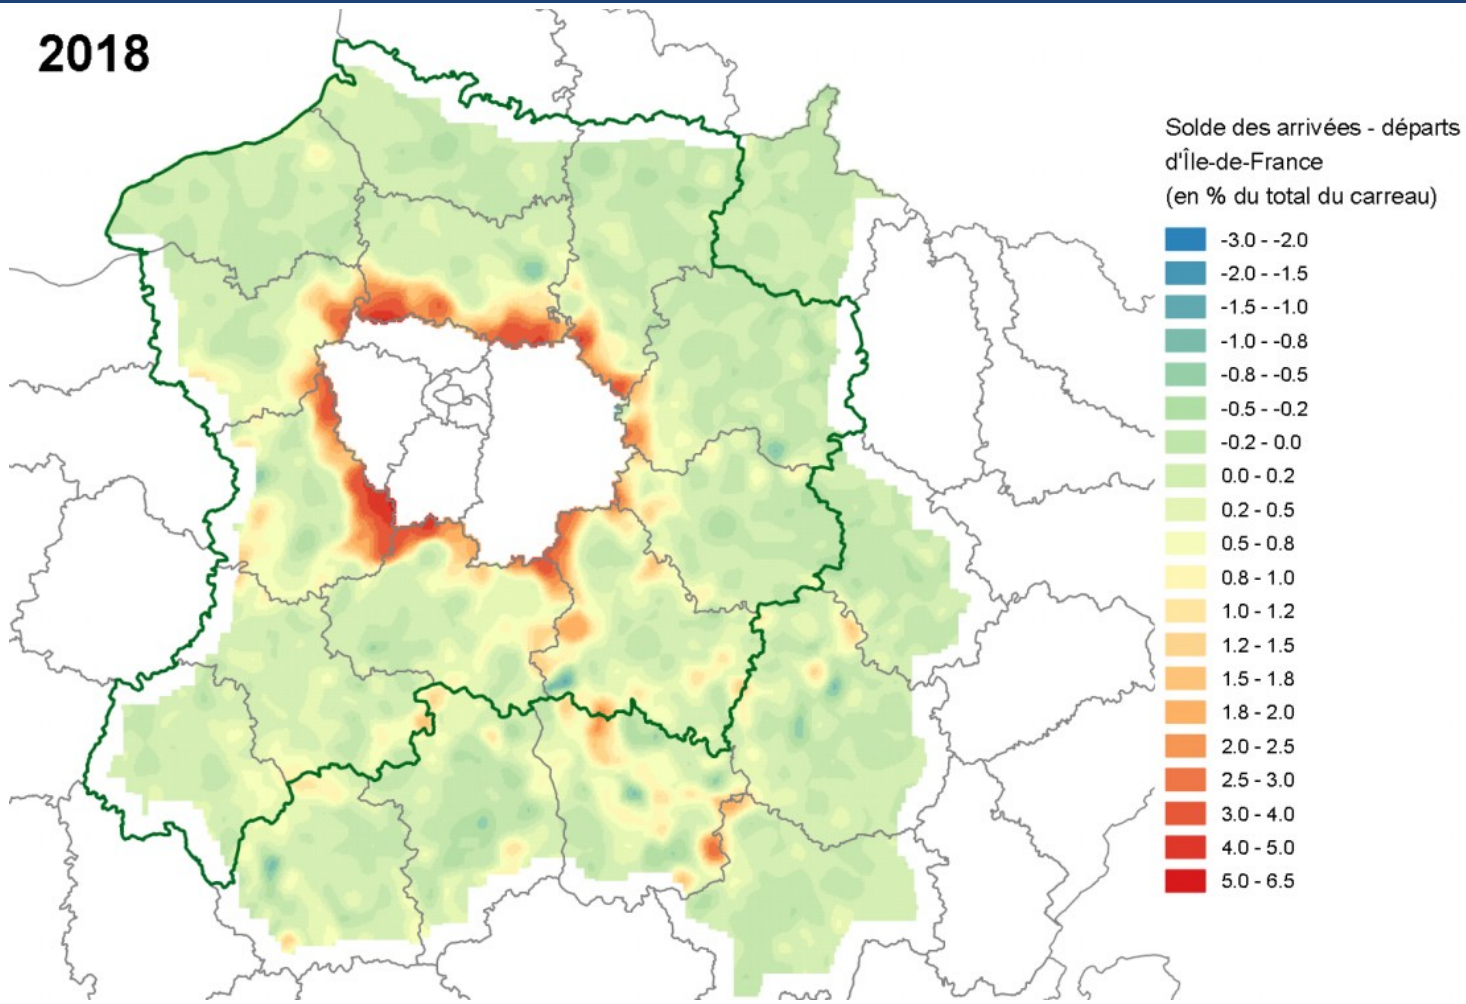 2018
Solde des arrivées - départs
d'Île-de-France
(en % du total du carreau)
-3.0 - -2.0
-2.0 - -1.5
-1.5 - -1.0
-1.0 - -0.8
-0.8 - -0.5
-0.5 - -0.2
-0.2 - 0.0
0.0 - 0.2
0.2 - 0.5
0.5 - 0.8
0.8 - 1.0
1.0 - 1.2
1.2 - 1.5
1.5 - 1.8
1.8 - 2.0
2.0 - 2.5
2.5 - 3.0
3.0 - 4.0
4.0 - 5.0
5.0 - 6.5